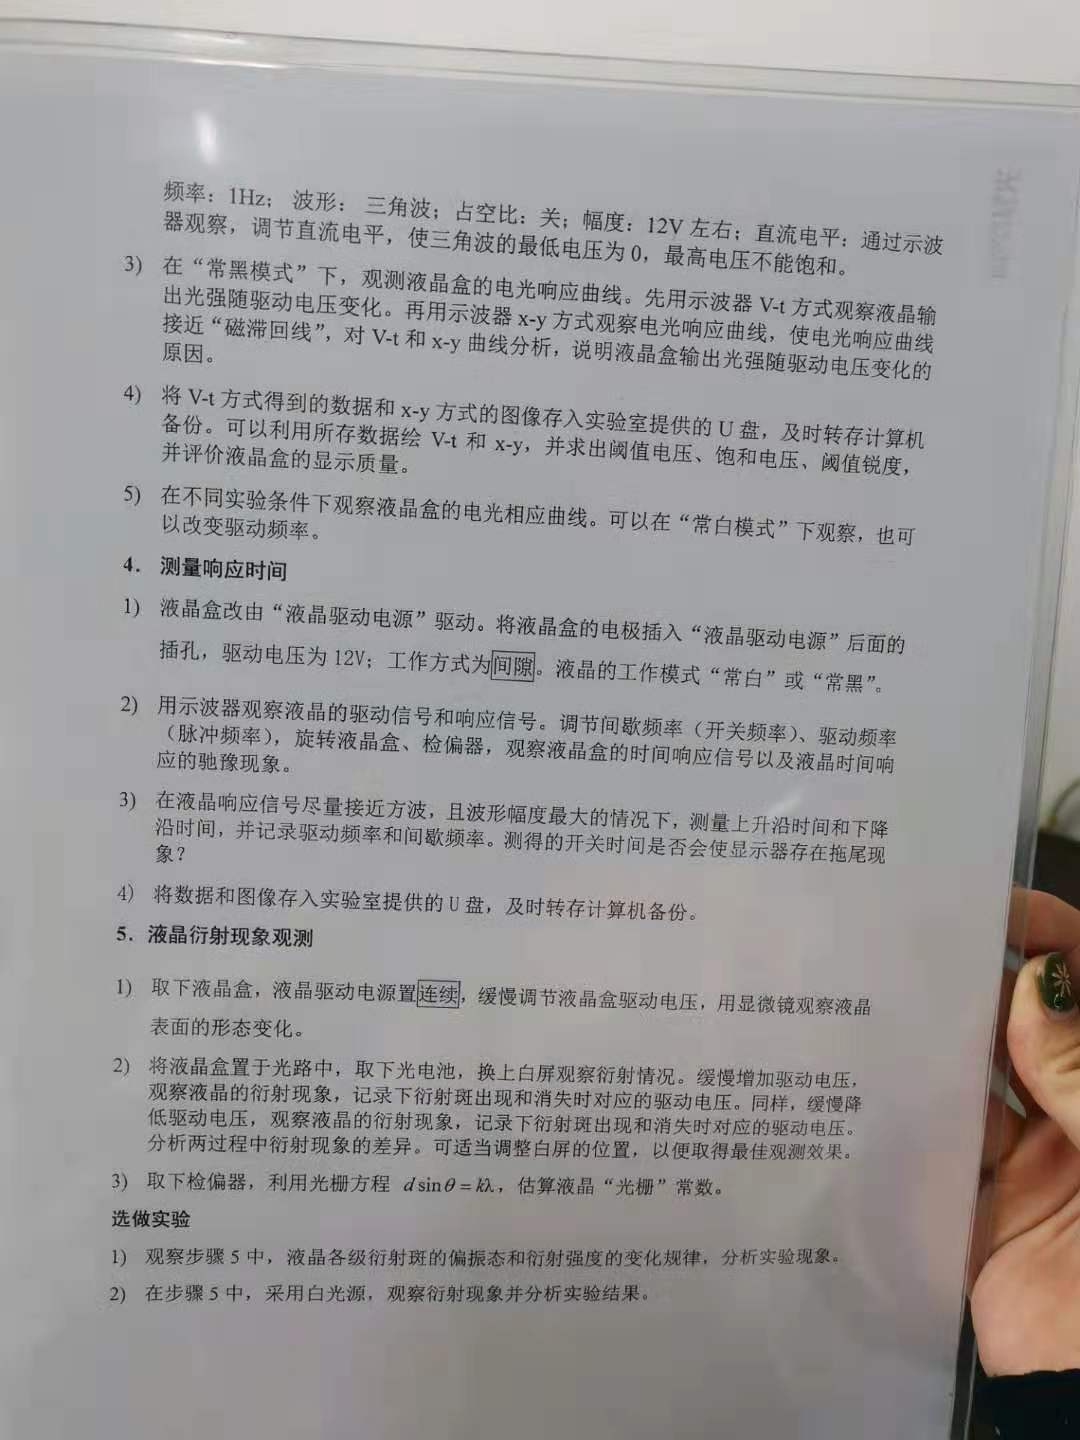 频率：1Hz； 波形： 三角波；占空比：关；幅度：12V 左右；直流电平：通过示波
器观察，调节直流电平，使三角波的最低电压为 0，最高电压不能饱和。
3) 在“常黑模式”下，观测液晶盒的电光响应曲线。先用示波器 V-t 方式观察液晶输
出光强随驱动电压变化。再用示波器 x-y 方式观察电光响应曲线，使电光响应曲线
接近“磁滞回线”，对 V-t 和 x-y 曲线分析，说明液晶盒输出光强随驱动电压变化的
原因。
4) 将 V-t 方式得到的数据和 x-y 方式的图像存入实验室提供的 U 盘，及时转存计算机
备份。可以利用所存数据绘 V-t 和 x-y，并求出阈值电压、饱和电压、阈值锐度，
并评价液晶盒的显示质量。
5) 在不同实验条件下观察液晶盒的电光相应曲线。可以在“常白模式”下观察，也可
以改变驱动频率。
4. 测量响应时间
1) 液晶盒改由“液晶驱动电源”驱动。将液晶盒的电极插入“液晶驱动电源”后面的
插孔，驱动电压为 12V；工作方式为间隙。液晶的工作模式“常白”或“常黑”。
2) 用示波器观察液晶的驱动信号和响应信号。调节间歇频率（开关频率）、驱动频率
（脉冲频率），旋转液晶盒、检偏器，观察液晶盒的时间响应信号以及液晶时间响
应的驰豫现象。
3) 在液晶响应信号尽量接近方波，且波形幅度最大的情况下，测量上升沿时间和下降
沿时间，并记录驱动频率和间歇频率。测得的开关时间是否会使显示器存在拖尾现
象？
4) 将数据和图像存入实验室提供的 U 盘，及时转存计算机备份。
5. 液晶衍射现象观测
1) 取下液晶盒，液晶驱动电源置连续，缓慢调节液晶盒驱动电压，用显微镜观察液晶
表面的形态变化。
2) 将液晶盒置于光路中，取下光电池，换上白屏观察衍射情况。缓慢增加驱动电压，
观察液晶的衍射现象，记录下衍射斑出现和消失时对应的驱动电压。同样，缓慢降
低驱动电压，观察液晶的衍射现象，记录下衍射斑出现和消失时对应的驱动电压。
分析两过程中衍射现象的差异。可适当调整白屏的位置，以便取得最佳观测效果。
3) 取下检偏器，利用光栅方程 d sinθ = kλ，估算液晶“光栅”常数。
选做实验
1) 观察步骤 5 中，液晶各级衍射斑的偏振态和衍射强度的变化规律，分析实验现象。
2) 在步骤 5 中，采用白光源，观察衍射现象并分析实验结果。